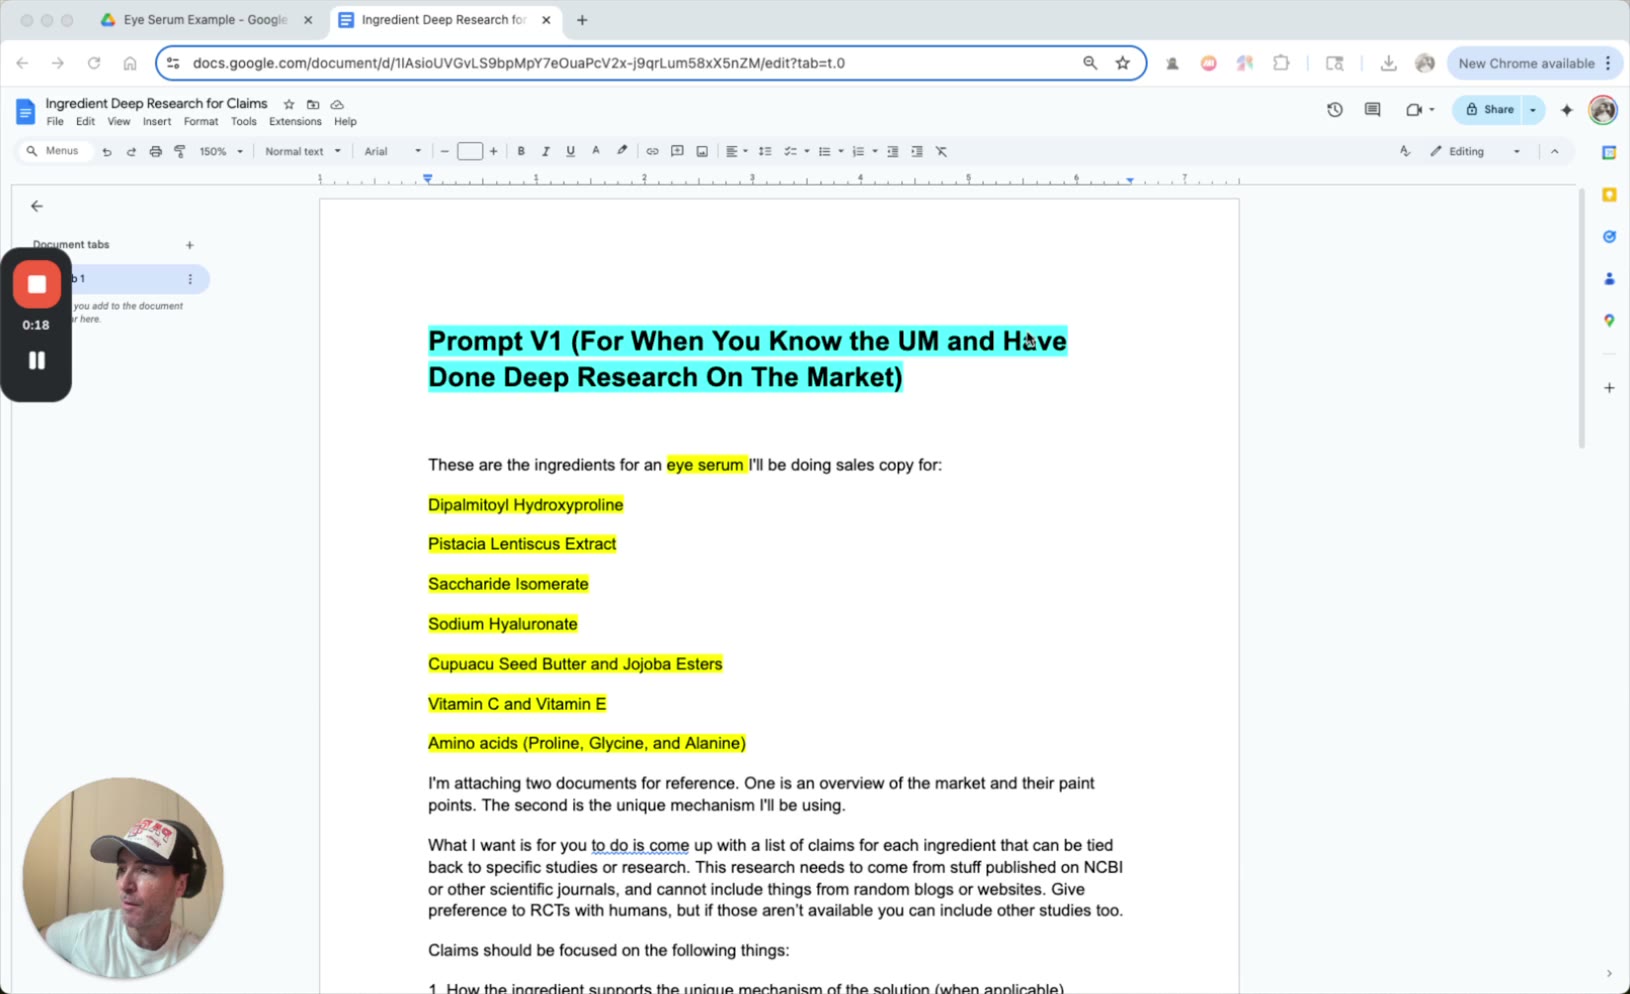 Eye Serum Example - Google
Ingredient Deep Research for
docs.google.com/document/d/1lAsioUVGvLS9bpMpY7eOuaPcV2x-j9qrLum58xX5nZM/edit?tab=t.0
New Chrome available
Ingredient Deep Research for Claims
File Edit View Insert Format Tools Extensions Help
Share
Menus 150% Normal text Arial B I U A Editing
1 1 2 3 4 5 6 7
Document tabs
b 1
you add to the document
r here.
0:18
Prompt V1 (For When You Know the UM and Have
Done Deep Research On The Market)
These are the ingredients for an eye serum I'll be doing sales copy for:
Dipalmitoyl Hydroxyproline
Pistacia Lentiscus Extract
Saccharide Isomerate
Sodium Hyaluronate
Cupuacu Seed Butter and Jojoba Esters
Vitamin C and Vitamin E
Amino acids (Proline, Glycine, and Alanine)
I'm attaching two documents for reference. One is an overview of the market and their paint
points. The second is the unique mechanism I'll be using.
What I want is for you to do is come up with a list of claims for each ingredient that can be tied
back to specific studies or research. This research needs to come from stuff published on NCBI
or other scientific journals, and cannot include things from random blogs or websites. Give
preference to RCTs with humans, but if those aren't available you can include other studies too.
Claims should be focused on the following things:
1. How the ingredient supports the unique mechanism of the solution (when applicable)